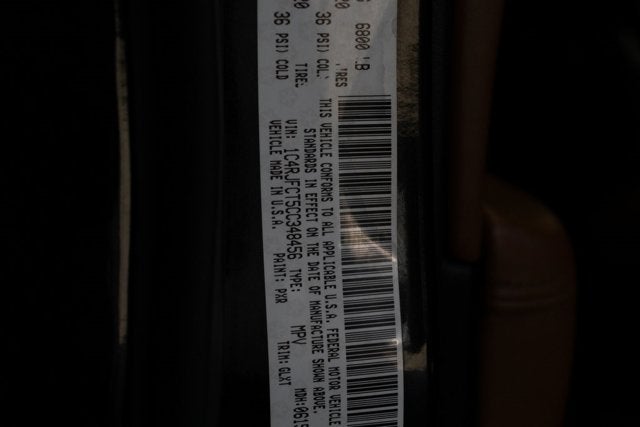 6800 LB
36 PSI) COL
36 PSI) COLD
TIRE
THIS VEHICLE CONFORMS TO ALL APPLICABLE U.S.A. FEDERAL MOTOR VEHICLE
STANDARDS IN EFFECT ON THE DATE OF MANUFACTURE SHOWN ABOVE.
VIN: 1C4RJFCT5CC348456 TYPE: MPV MDH:0615
VEHICLE MADE IN U.S.A. PAINT: PXR TRIM: GLXT